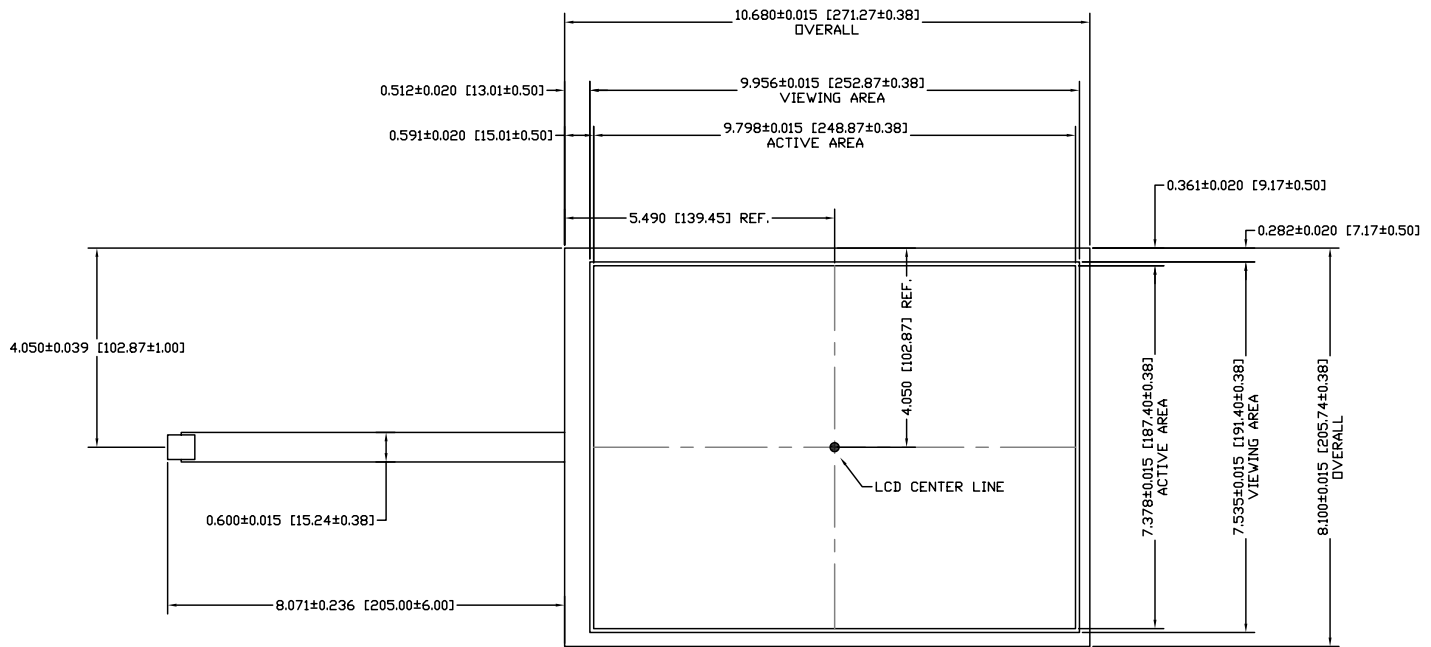 10.680±0.015 [271.27±0.38]
OVERALL
0.512±0.020 [13.01±0.50]
9.956±0.015 [252.87±0.38]
VIEWING AREA
0.591±0.020 [15.01±0.50]
9.798±0.015 [248.87±0.38]
ACTIVE AREA
0.361±0.020 [9.17±0.50]
5.490 [139.45] REF.
0.282±0.020 [7.17±0.50]
4.050±0.039 [102.87±1.00]
4.050 [102.87] REF.
7.378±0.015 [187.40±0.38]
ACTIVE AREA
7.535±0.015 [191.40±0.38]
VIEWING AREA
8.100±0.015 [205.74±0.38]
OVERALL
LCD CENTER LINE
0.600±0.015 [15.24±0.38]
8.071±0.236 [205.00±6.00]